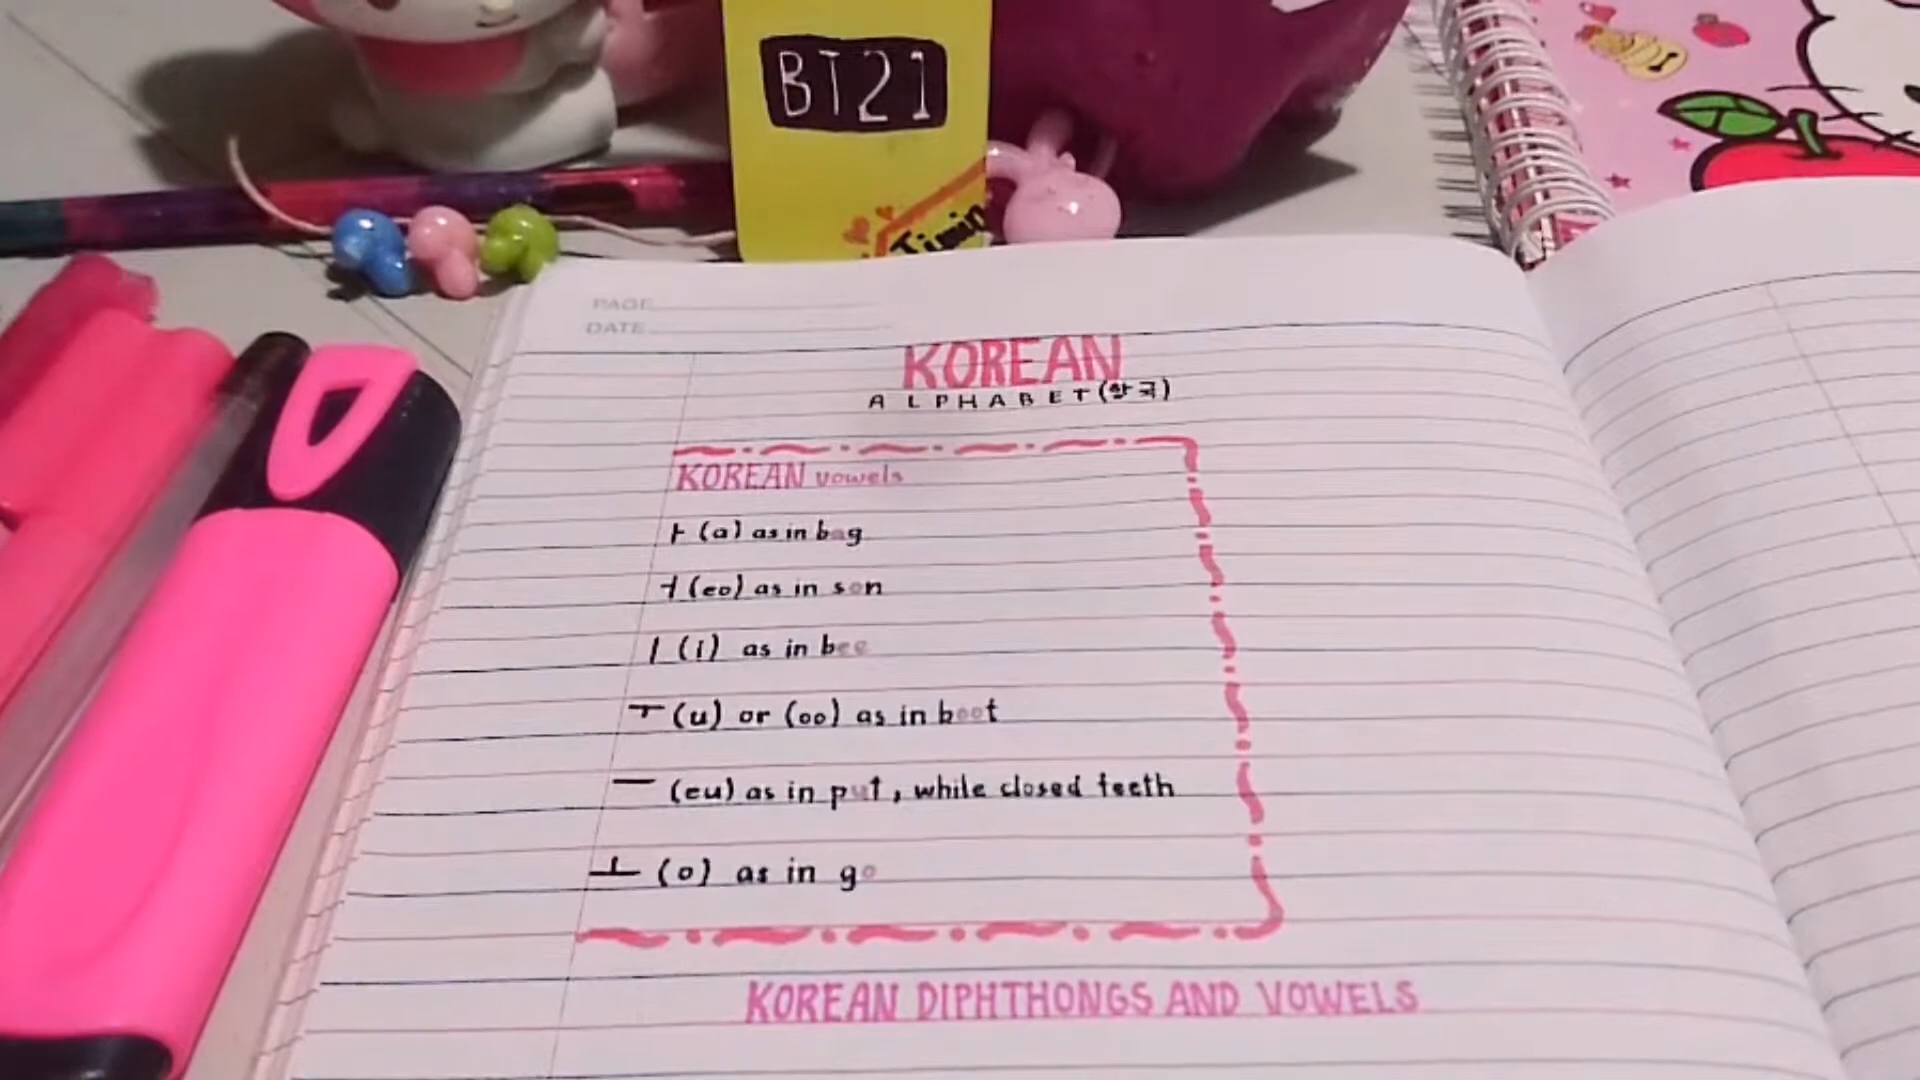 BT21
Jimin
PAGE
DATE
KOREAN
ALPHABET (한국)
KOREAN vowels
ㅏ (a) as in bag
ㅓ (eo) as in son
ㅣ (i) as in bee
ㅜ (u) or (oo) as in boot
ㅡ (eu) as in put, while closed teeth
ㅗ (o) as in go
KOREAN DIPHTHONGS AND VOWELS